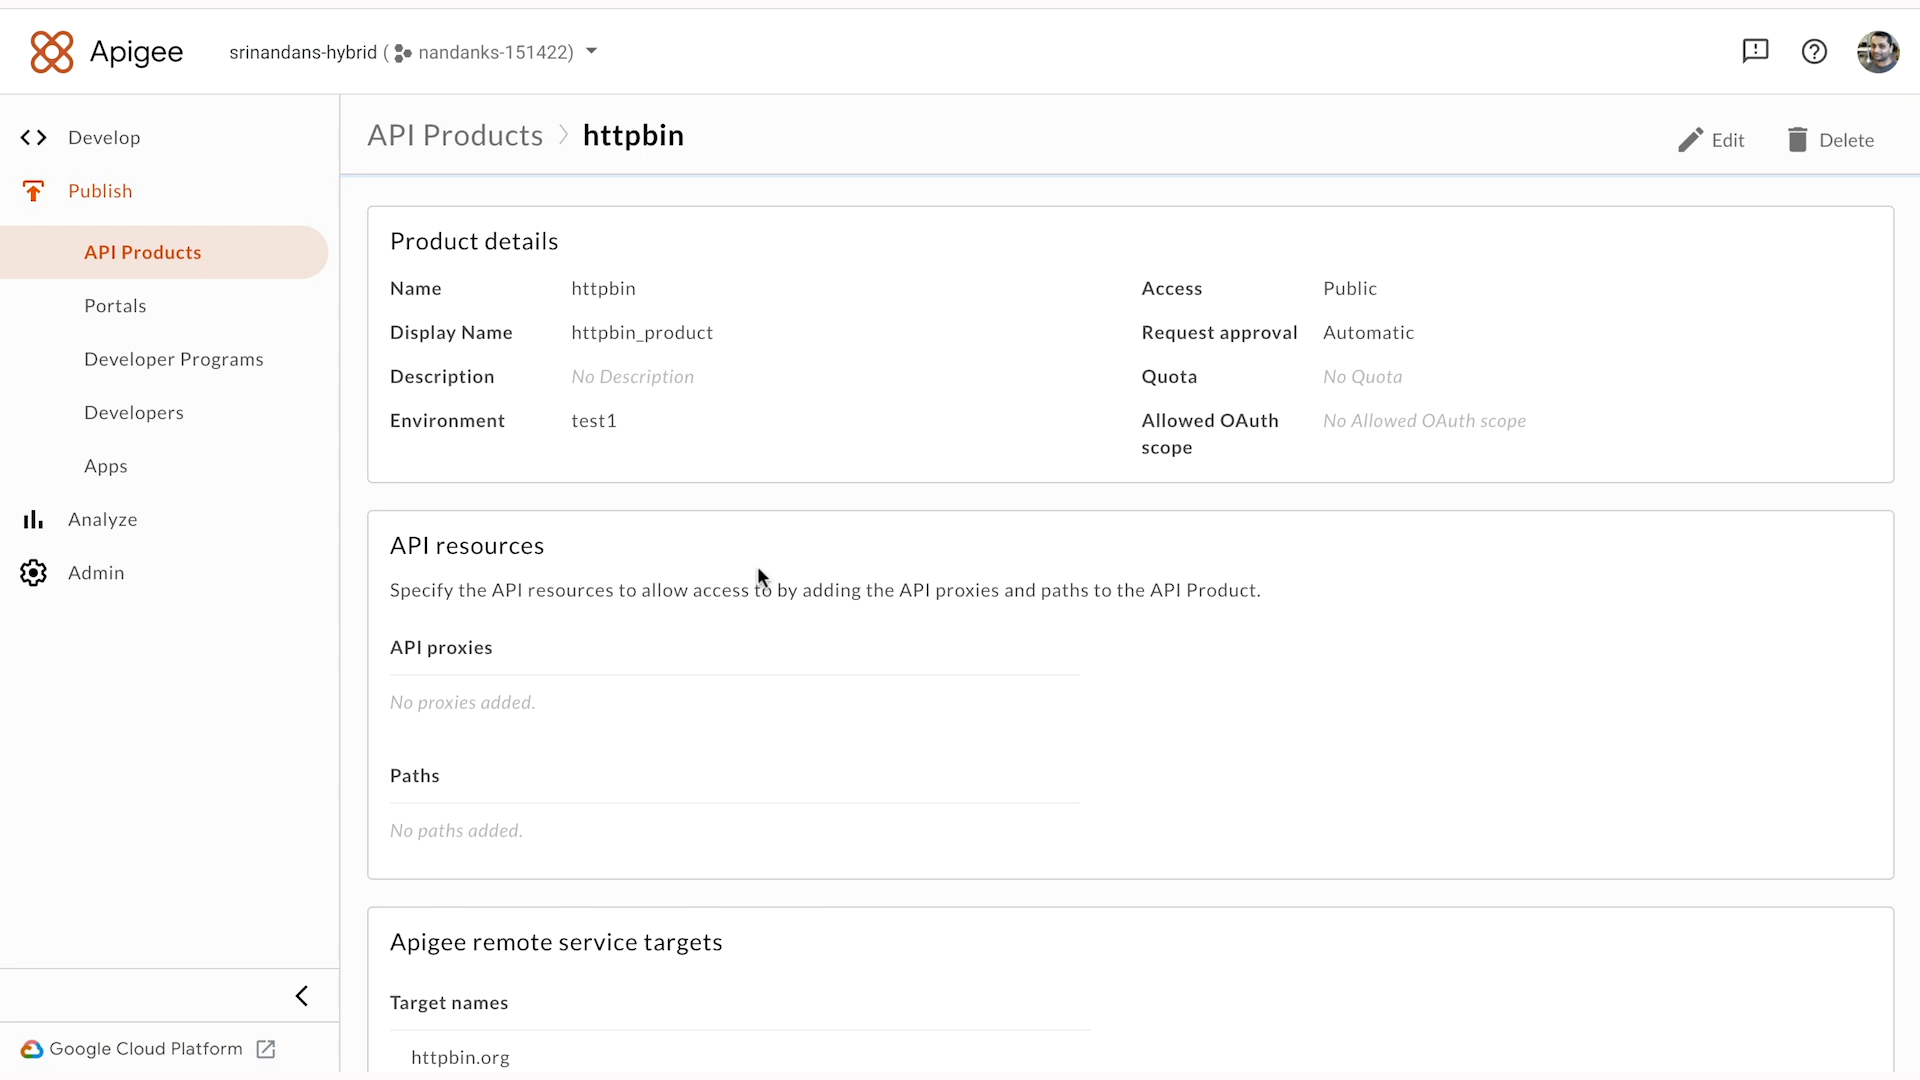 Apigee
srinandans-hybrid ( nandanks-151422)
Develop
Publish
API Products
Portals
Developer Programs
Developers
Apps
Analyze
Admin
Google Cloud Platform
API Products > httpbin
Edit
Delete
Product details
Name httpbin
Display Name httpbin_product
Description No Description
Environment test1
Access Public
Request approval Automatic
Quota No Quota
Allowed OAuth scope No Allowed OAuth scope
API resources
Specify the API resources to allow access to by adding the API proxies and paths to the API Product.
API proxies
No proxies added.
Paths
No paths added.
Apigee remote service targets
Target names
httpbin.org